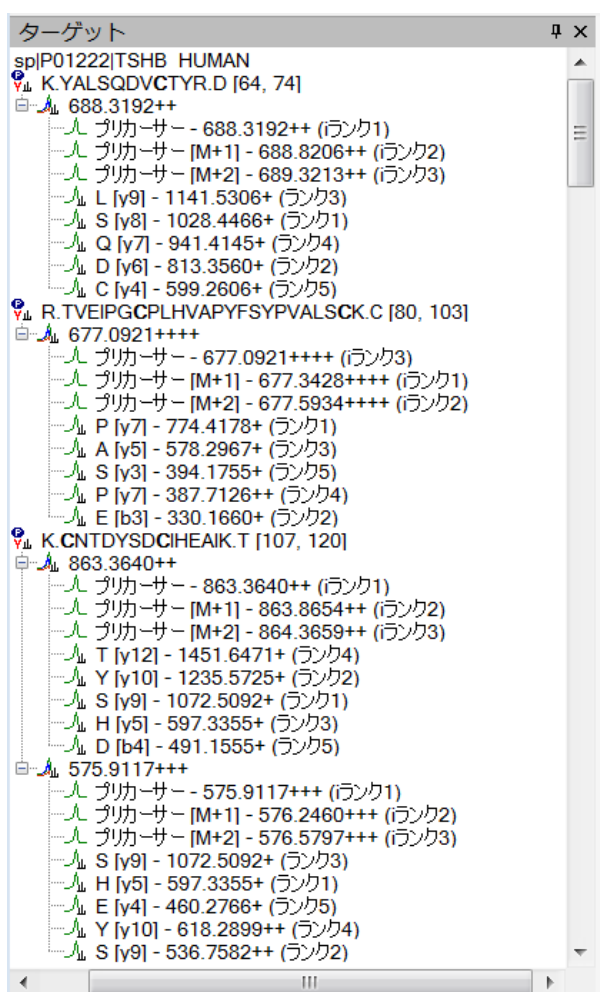 ターゲット
sp|P01222|TSHB_HUMAN
K.YALSQDVCTYR.D [64, 74]
688.3192++
プリカーサー - 688.3192++ (iランク1)
プリカーサー [M+1] - 688.8206++ (iランク2)
プリカーサー [M+2] - 689.3213++ (iランク3)
L [y9] - 1141.5306+ (ランク3)
S [y8] - 1028.4466+ (ランク1)
Q [y7] - 941.4145+ (ランク4)
D [y6] - 813.3560+ (ランク2)
C [y4] - 599.2606+ (ランク5)
R.TVEIPGCPLHVAPYFSYPVALSCK.C [80, 103]
677.0921++++
プリカーサー - 677.0921++++ (iランク3)
プリカーサー [M+1] - 677.3428++++ (iランク1)
プリカーサー [M+2] - 677.5934++++ (iランク2)
P [y7] - 774.4178+ (ランク1)
A [y5] - 578.2967+ (ランク3)
S [y3] - 394.1755+ (ランク5)
P [y7] - 387.7126++ (ランク4)
E [b3] - 330.1660+ (ランク2)
K.CNTDYSDCIHEAIK.T [107, 120]
863.3640++
プリカーサー - 863.3640++ (iランク1)
プリカーサー [M+1] - 863.8654++ (iランク2)
プリカーサー [M+2] - 864.3659++ (iランク3)
T [y12] - 1451.6471+ (ランク4)
Y [y10] - 1235.5725+ (ランク2)
S [y9] - 1072.5092+ (ランク1)
H [y5] - 597.3355+ (ランク3)
D [b4] - 491.1555+ (ランク5)
575.9117+++
プリカーサー - 575.9117+++ (iランク1)
プリカーサー [M+1] - 576.2460+++ (iランク2)
プリカーサー [M+2] - 576.5797+++ (iランク3)
S [y9] - 1072.5092+ (ランク3)
H [y5] - 597.3355+ (ランク1)
E [y4] - 460.2766+ (ランク5)
Y [y10] - 618.2899++ (ランク4)
S [y9] - 536.7582++ (ランク2)